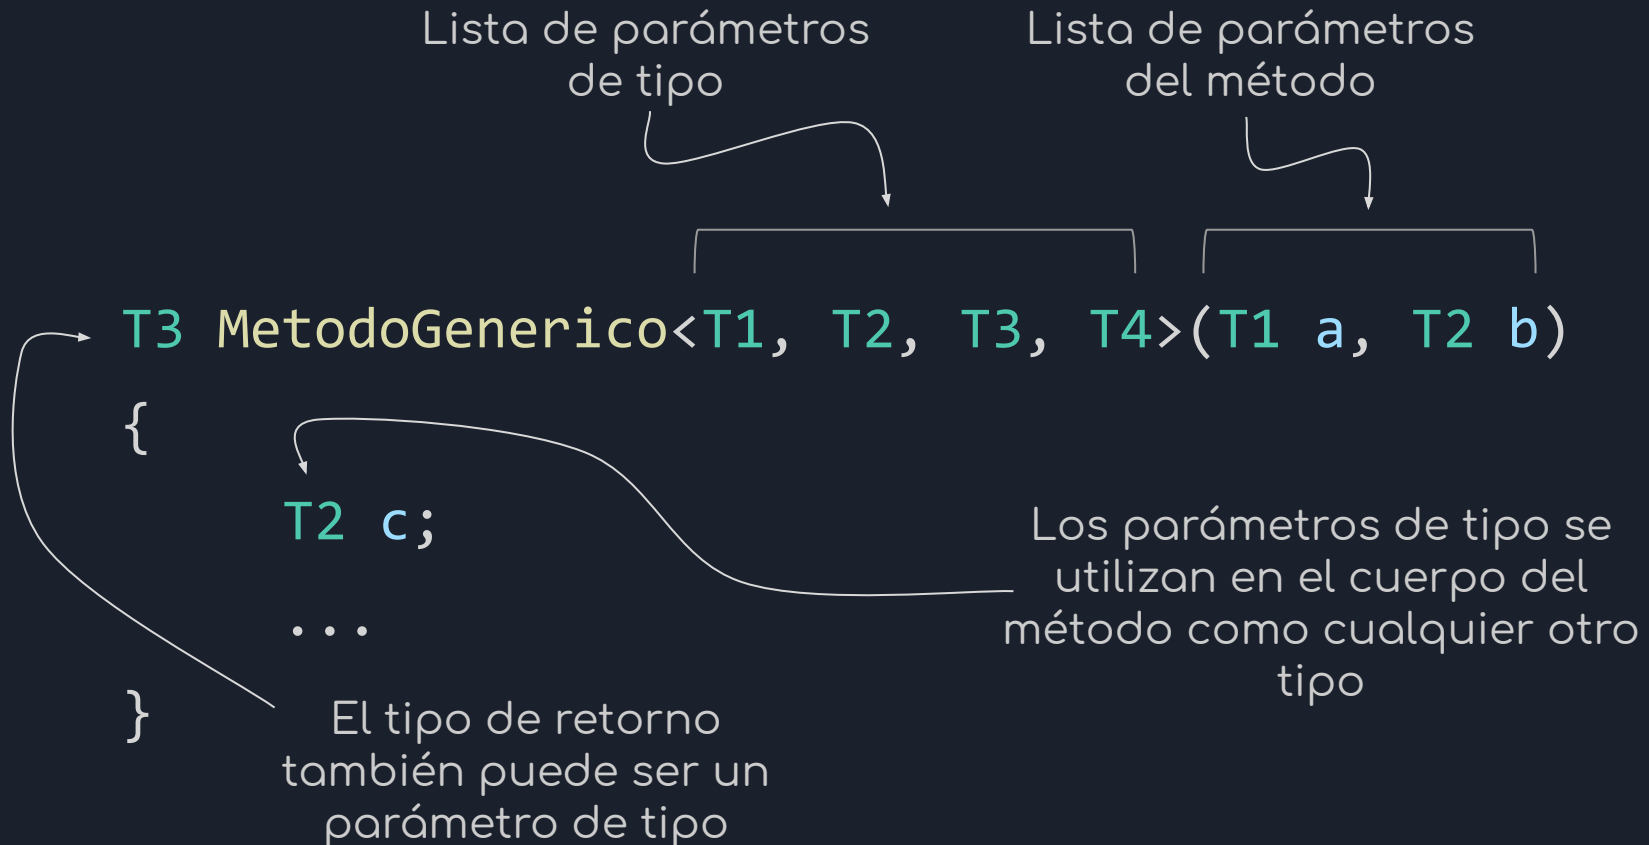 Lista de parámetros
de tipo
Lista de parámetros
del método
T3 MetodoGenerico<T1, T2, T3, T4>(T1 a, T2 b)
{
T2 c;
...
}
Los parámetros de tipo se
utilizan en el cuerpo del
método como cualquier otro
tipo
El tipo de retorno
también puede ser un
parámetro de tipo